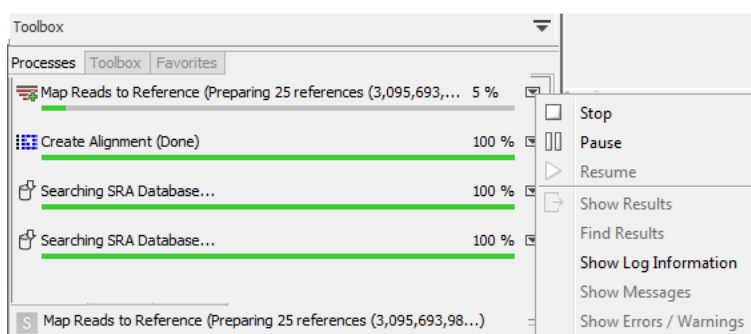 Toolbox
Processes Toolbox Favorites
Map Reads to Reference (Preparing 25 references (3,095,693,... 5 %
Create Alignment (Done) 100 %
Searching SRA Database... 100 %
Searching SRA Database... 100 %
S Map Reads to Reference (Preparing 25 references (3,095,693,98...)
Stop
Pause
Resume
Show Results
Find Results
Show Log Information
Show Messages
Show Errors / Warnings